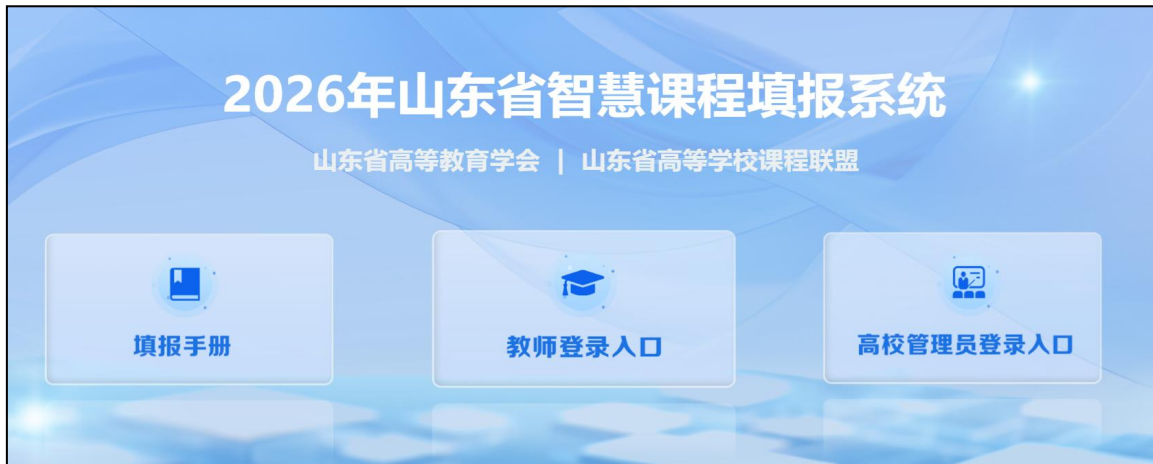 2026年山东省智慧课程填报系统
山东省高等教育学会 | 山东省高等学校课程联盟
填报手册
教师登录入口
高校管理员登录入口